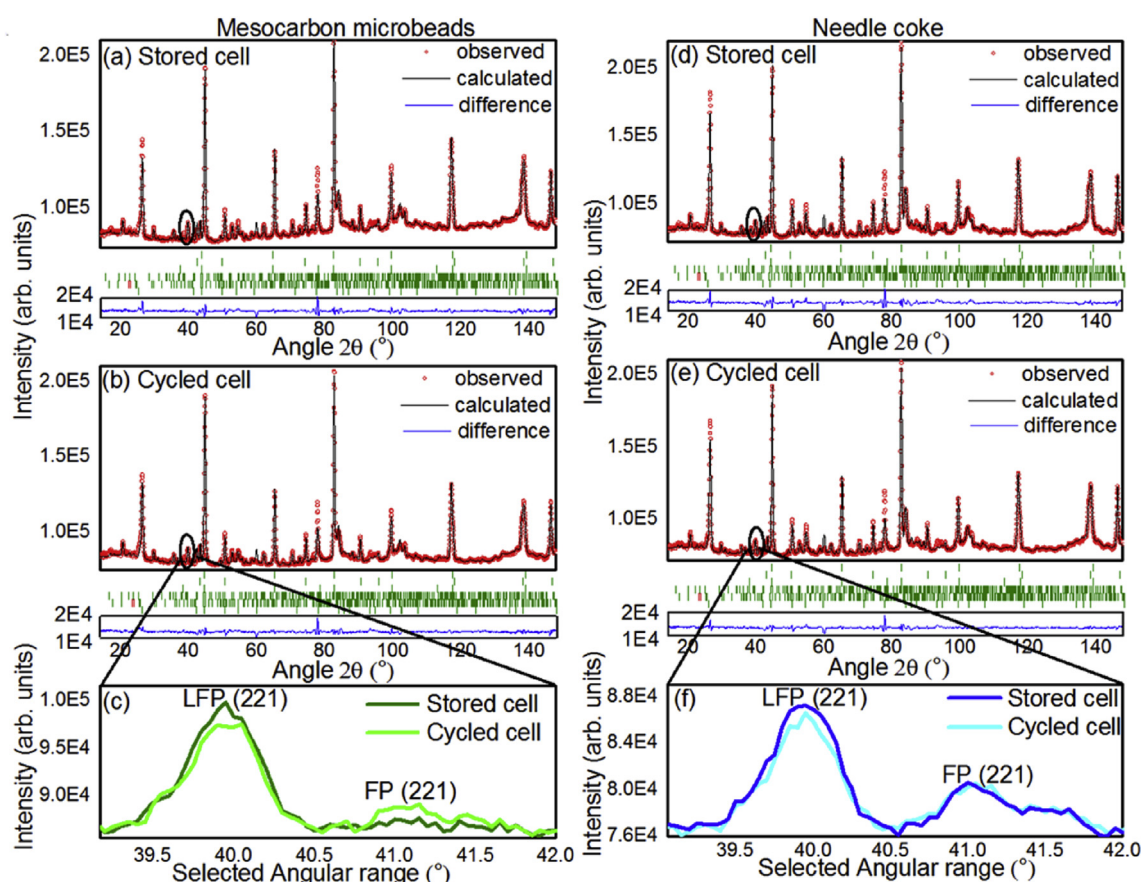 Mesocarbon microbeads
Needle coke
Intensity (arb. units)
(a) Stored cell
observed
calculated
difference
2.0E5
1.5E5
1.0E5
2E4
1E4
20 40 60 80 100 120 140
Angle 2θ (°)
(b) Cycled cell
observed
calculated
difference
2.0E5
1.5E5
1.0E5
2E4
1E4
20 40 60 80 100 120 140
Angle 2θ (°)
Intensity (arb. units)
(c)
LFP (221)
FP (221)
Stored cell
Cycled cell
1.0E5
9.5E4
9.0E4
39.5 40.0 40.5 41.0 41.5 42.0
Selected Angular range (°)
Intensity (arb. units)
(d) Stored cell
observed
calculated
difference
2.0E5
1.5E5
1.0E5
2E4
1E4
20 40 60 80 100 120 140
Angle 2θ (°)
(e) Cycled cell
observed
calculated
difference
2.0E5
1.5E5
1.0E5
2E4
1E4
20 40 60 80 100 120 140
Angle 2θ (°)
Intensity (arb. units)
(f)
LFP (221)
FP (221)
Stored cell
Cycled cell
8.8E4
8.4E4
8.0E4
7.6E4
39.5 40.0 40.5 41.0 41.5 42.0
Selected Angular range (°)